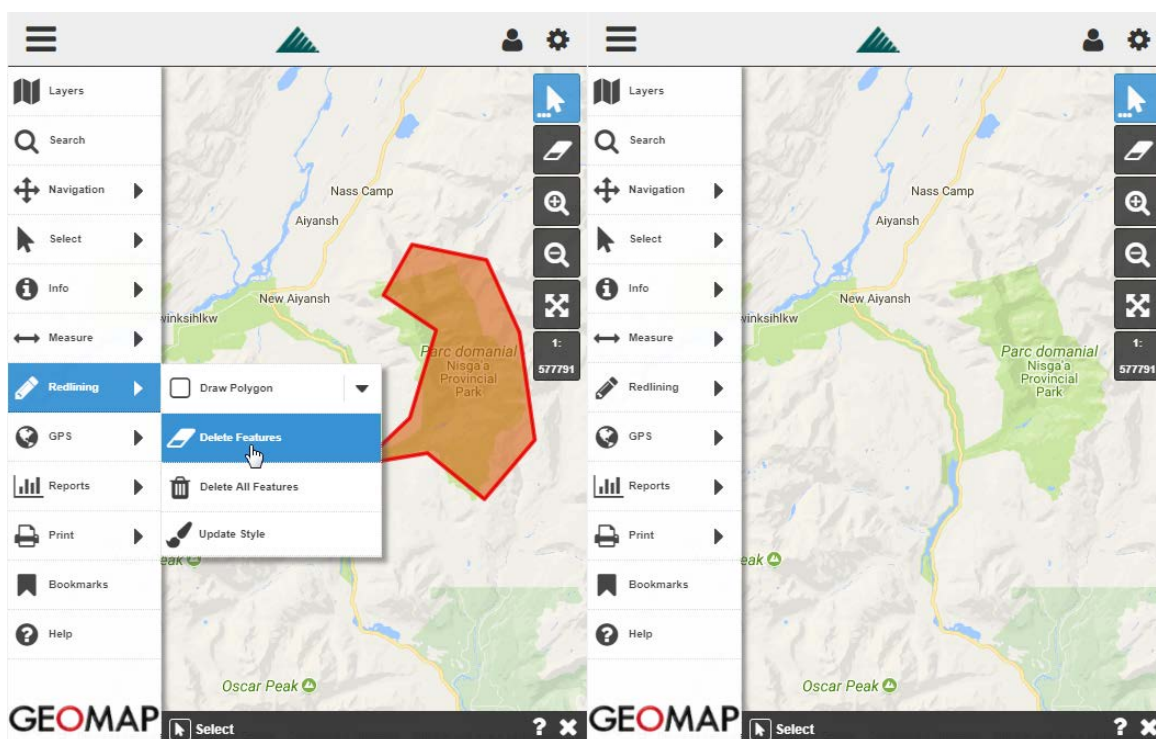 Layers
Search
Navigation
Select
Info
Measure
Redlining
GPS
Reports
Print
Bookmarks
Help
GEOMAP
Draw Polygon
Delete Features
Delete All Features
Update Style
Nass Camp
Aiyansh
New Aiyansh
winksihlkw
Parc domanial
Nisga'a
Provincial
Park
eak
Oscar Peak
1:
577791
Select
?
Layers
Search
Navigation
Select
Info
Measure
Redlining
GPS
Reports
Print
Bookmarks
Help
GEOMAP
Nass Camp
Aiyansh
New Aiyansh
winksihlkw
Parc domanial
Nisga'a
Provincial
Park
eak
Oscar Peak
1:
577791
Select
?